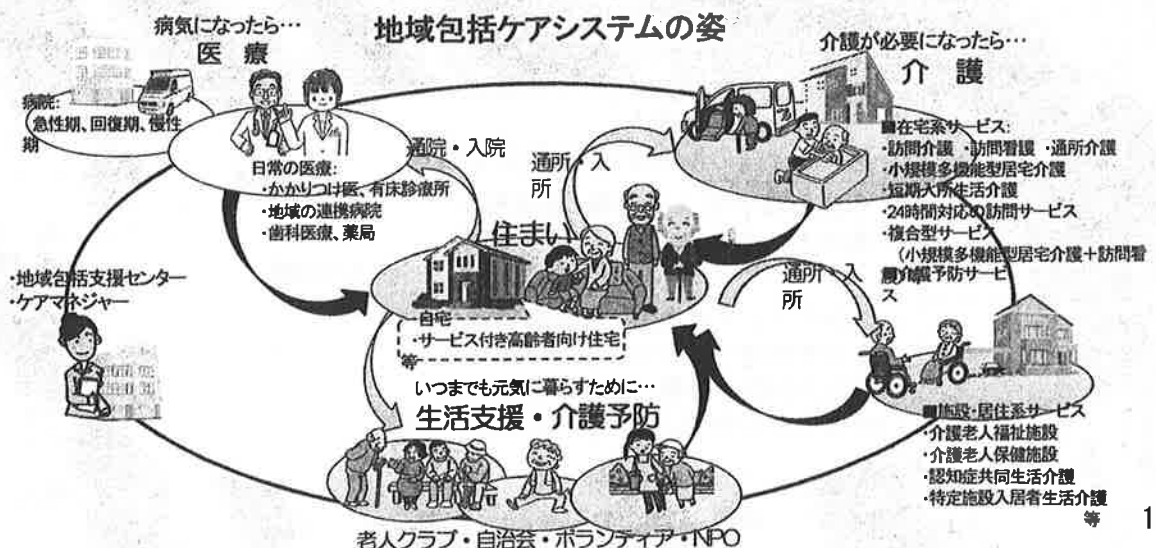 地域包括ケアシステムの姿
病気になったら…
医療
病院:
急性期、回復期、慢性
期
日常の医療:
・かかりつけ医、有床診療所
・地域の連携病院
・歯科医療、薬局
通院・入院
通所・入
所
介護が必要になったら…
介護
■在宅系サービス:
・訪問介護 ・訪問看護 ・通所介護
・小規模多機能型居宅介護
・短期入所生活介護
・24時間対応の訪問サービス
・複合型サービス
(小規模多機能型居宅介護+訪問看
・介護予防サービ
ス
住まい
・自宅
・サービス付き高齢者向け住宅
等
・地域包括支援センター
・ケアマネジャー
通所・入
所
■施設・居住系サービス
・介護老人福祉施設
・介護老人保健施設
・認知症共同生活介護
・特定施設入居者生活介護
等
いつまでも元気に暮らすために…
生活支援・介護予防
老人クラブ・自治会・ボランティア・NPO
1